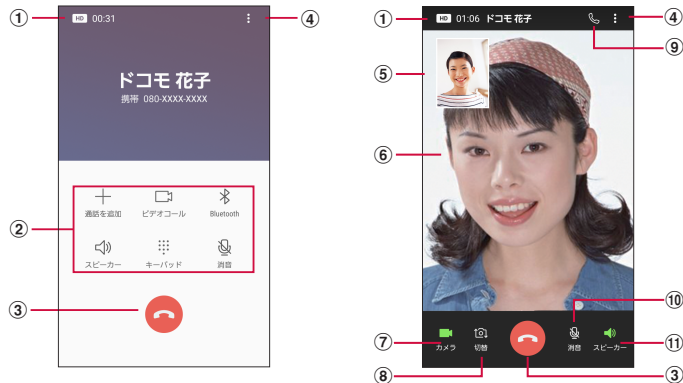 ① HD 00:31 ④
ドコモ 花子
携帯 080-XXXX-XXXX
② 通話を追加 ビデオコール Bluetooth
スピーカー キーパッド 消音
③
① HD 01:06 ドコモ 花子 ④
⑨
⑤
⑥
⑩
⑦ カメラ 切替 消音 スピーカー ⑪
⑧ ③